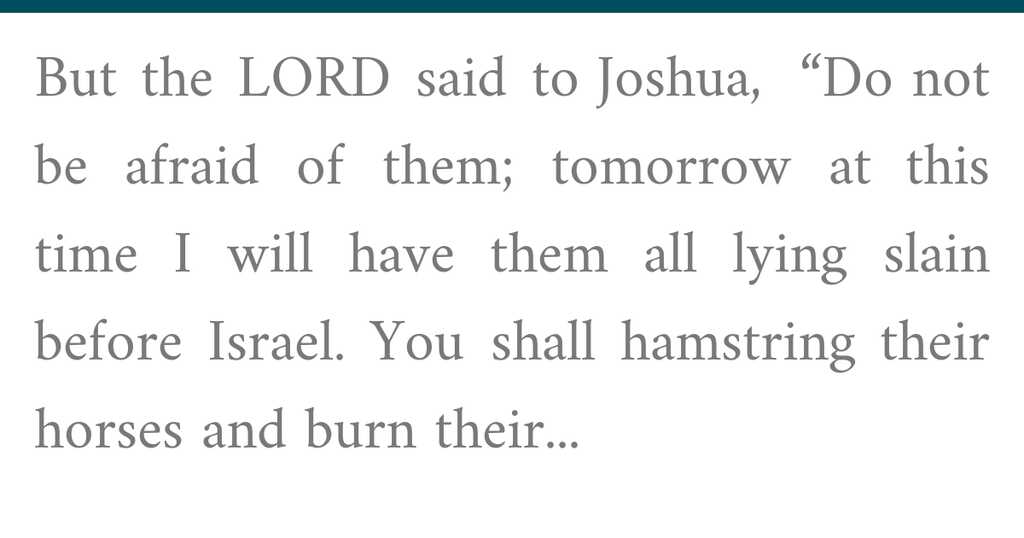 But the LORD said to Joshua, “Do not
be afraid of them; tomorrow at this
time I will have them all lying slain
before Israel. You shall hamstring their
horses and burn their...